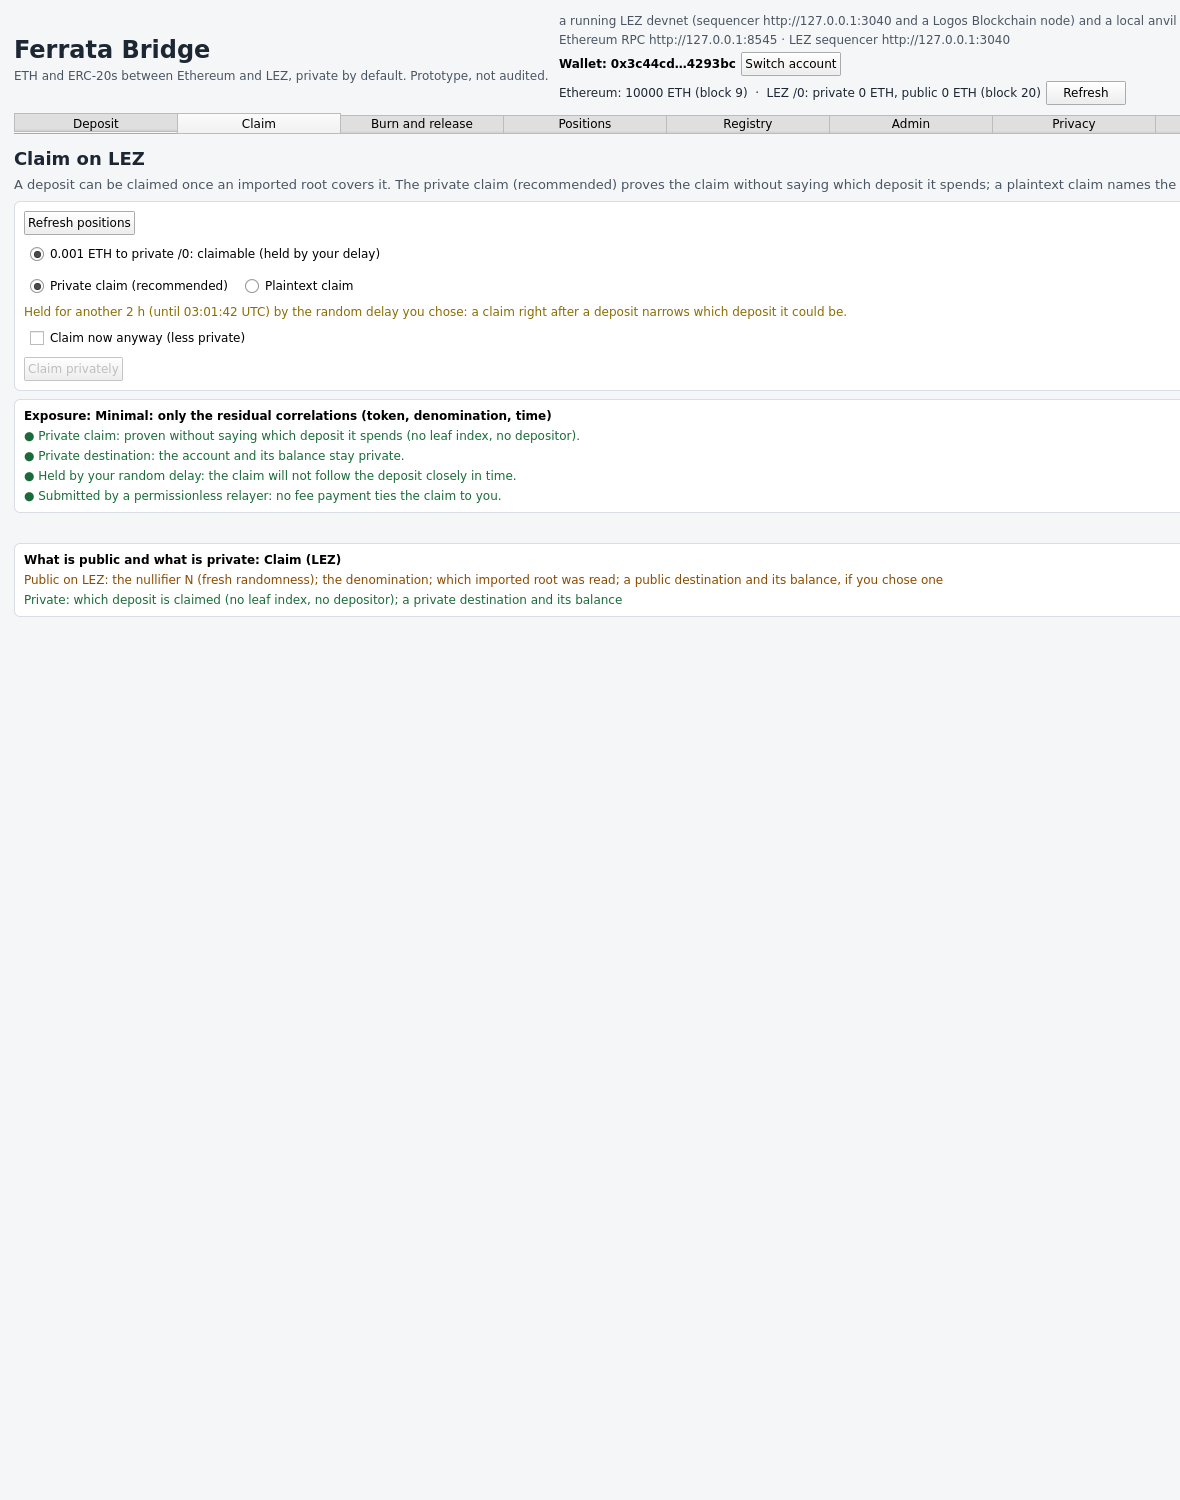 Ferrata Bridge
ETH and ERC-20s between Ethereum and LEZ, private by default. Prototype, not audited.
a running LEZ devnet (sequencer http://127.0.0.1:3040 and a Logos Blockchain node) and a local anvil
Ethereum RPC http://127.0.0.1:8545 · LEZ sequencer http://127.0.0.1:3040
Wallet: 0x3c44cd…4293bc Switch account
Ethereum: 10000 ETH (block 9) · LEZ /0: private 0 ETH, public 0 ETH (block 20) Refresh
Deposit Claim Burn and release Positions Registry Admin Privacy
Claim on LEZ
A deposit can be claimed once an imported root covers it. The private claim (recommended) proves the claim without saying which deposit it spends; a plaintext claim names the
Refresh positions
0.001 ETH to private /0: claimable (held by your delay)
Private claim (recommended) Plaintext claim
Held for another 2 h (until 03:01:42 UTC) by the random delay you chose: a claim right after a deposit narrows which deposit it could be.
Claim now anyway (less private)
Claim privately
Exposure: Minimal: only the residual correlations (token, denomination, time)
● Private claim: proven without saying which deposit it spends (no leaf index, no depositor).
● Private destination: the account and its balance stay private.
● Held by your random delay: the claim will not follow the deposit closely in time.
● Submitted by a permissionless relayer: no fee payment ties the claim to you.
What is public and what is private: Claim (LEZ)
Public on LEZ: the nullifier N (fresh randomness); the denomination; which imported root was read; a public destination and its balance, if you chose one
Private: which deposit is claimed (no leaf index, no depositor); a private destination and its balance